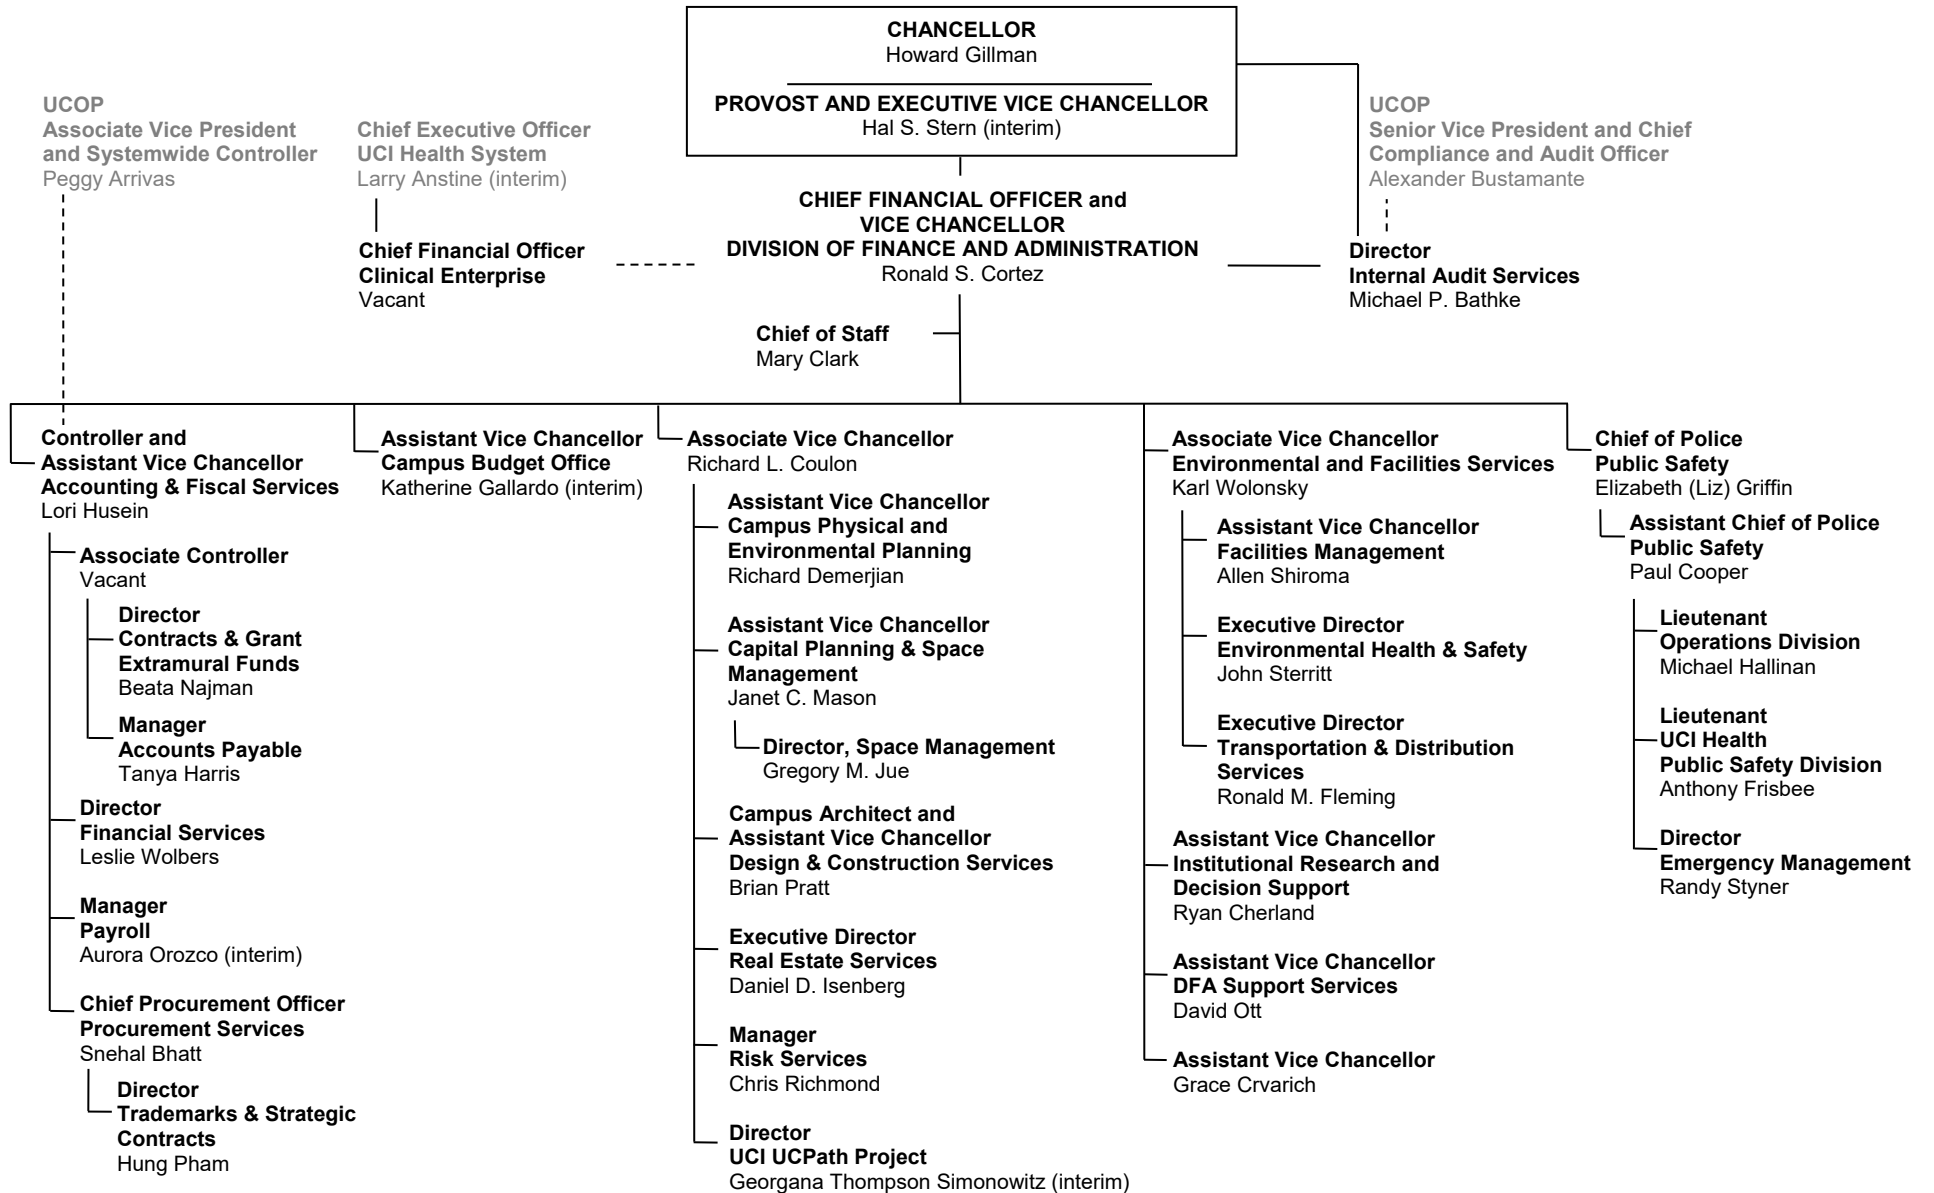 CHANCELLOR
Howard Gillman
PROVOST AND EXECUTIVE VICE CHANCELLOR
Hal S. Stern (interim)
UCOP
Associate Vice President
and Systemwide Controller
Peggy Arrivas
Chief Executive Officer
UCI Health System
Larry Anstine (interim)
UCOP
Senior Vice President and Chief
Compliance and Audit Officer
Alexander Bustamante
CHIEF FINANCIAL OFFICER and
VICE CHANCELLOR
DIVISION OF FINANCE AND ADMINISTRATION
Ronald S. Cortez
Chief Financial Officer
Clinical Enterprise
Vacant
Director
Internal Audit Services
Michael P. Bathke
Chief of Staff
Mary Clark
Controller and
Assistant Vice Chancellor
Accounting & Fiscal Services
Lori Husein
Associate Controller
Vacant
Director
Contracts & Grant
Extramural Funds
Beata Najman
Manager
Accounts Payable
Tanya Harris
Director
Financial Services
Leslie Wolbers
Manager
Payroll
Aurora Orozco (interim)
Chief Procurement Officer
Procurement Services
Snehal Bhatt
Director
Trademarks & Strategic
Contracts
Hung Pham
Assistant Vice Chancellor
Campus Budget Office
Katherine Gallardo (interim)
Associate Vice Chancellor
Richard L. Coulon
Assistant Vice Chancellor
Campus Physical and
Environmental Planning
Richard Demerjian
Assistant Vice Chancellor
Capital Planning & Space
Management
Janet C. Mason
Director, Space Management
Gregory M. Jue
Campus Architect and
Assistant Vice Chancellor
Design & Construction Services
Brian Pratt
Executive Director
Real Estate Services
Daniel D. Isenberg
Manager
Risk Services
Chris Richmond
Director
UCI UCPath Project
Georgana Thompson Simonowitz (interim)
Associate Vice Chancellor
Environmental and Facilities Services
Karl Wolonsky
Assistant Vice Chancellor
Facilities Management
Allen Shiroma
Executive Director
Environmental Health & Safety
John Sterritt
Executive Director
Transportation & Distribution
Services
Ronald M. Fleming
Assistant Vice Chancellor
Institutional Research and
Decision Support
Ryan Cherland
Assistant Vice Chancellor
DFA Support Services
David Ott
Assistant Vice Chancellor
Grace Crvarich
Chief of Police
Public Safety
Elizabeth (Liz) Griffin
Assistant Chief of Police
Public Safety
Paul Cooper
Lieutenant
Operations Division
Michael Hallinan
Lieutenant
UCI Health
Public Safety Division
Anthony Frisbee
Director
Emergency Management
Randy Styner